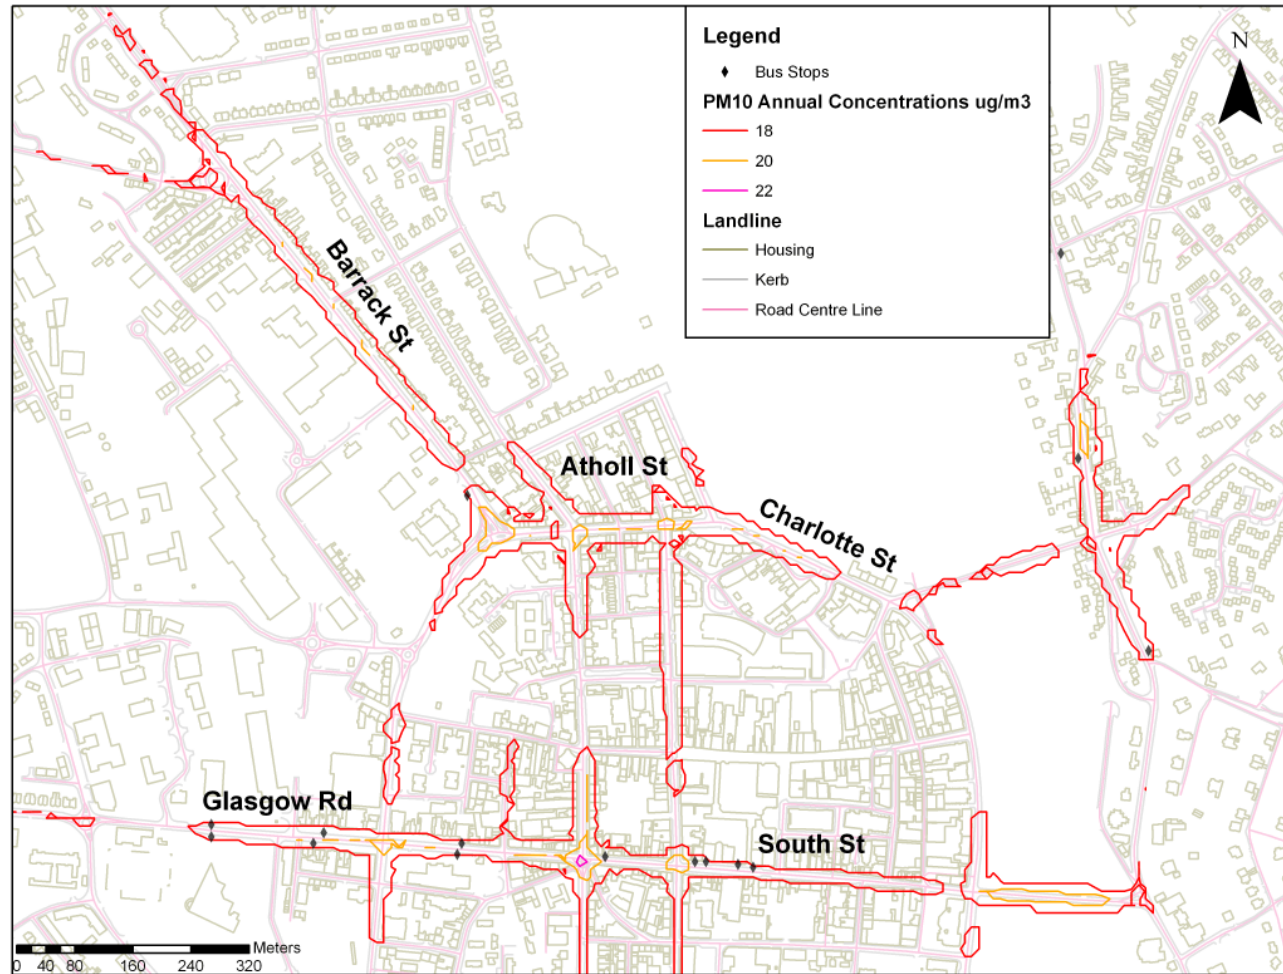 Legend
Bus Stops
PM10 Annual Concentrations ug/m3
18
20
22
Landline
Housing
Kerb
Road Centre Line
N
Barrack St
Atholl St
Charlotte St
Glasgow Rd
South St
Meters
0 40 80 160 240 320